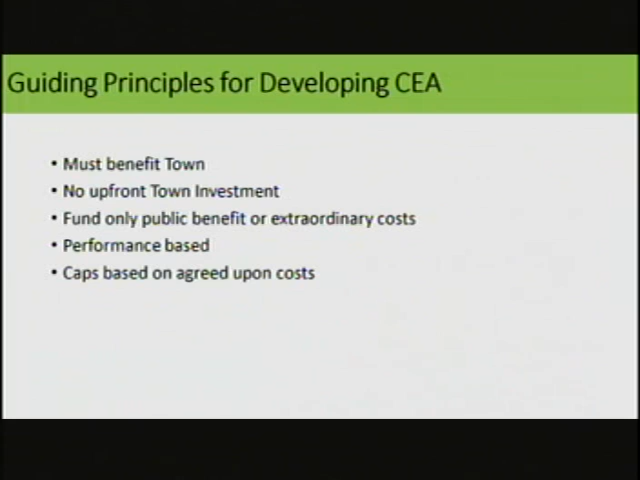 Guiding Principles for Developing CEA
• Must benefit Town
• No upfront Town Investment
• Fund only public benefit or extraordinary costs
• Performance based
• Caps based on agreed upon costs